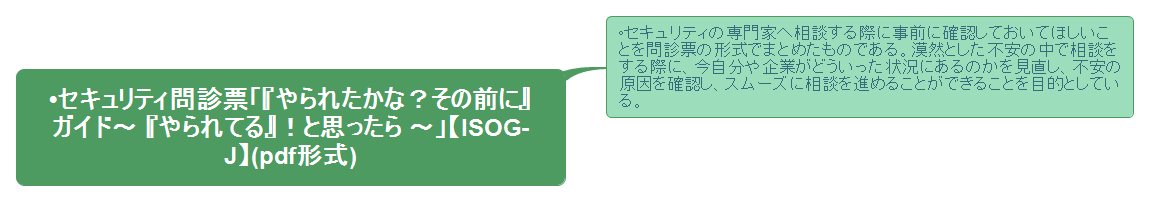 •セキュリティ問診票「『やられたかな？その前に』
ガイド～ 『やられてる』！と思ったら ～」【ISOG-
J】(pdf形式)
◦セキュリティの専門家へ相談する際に事前に確認しておいてほしいこ
とを問診票の形式でまとめたものである。漠然とした不安の中で相談を
する際に、今自分や企業がどういった状況にあるのかを見直し、不安の
原因を確認し、スムーズに相談を進めることができることを目的としてい
る。